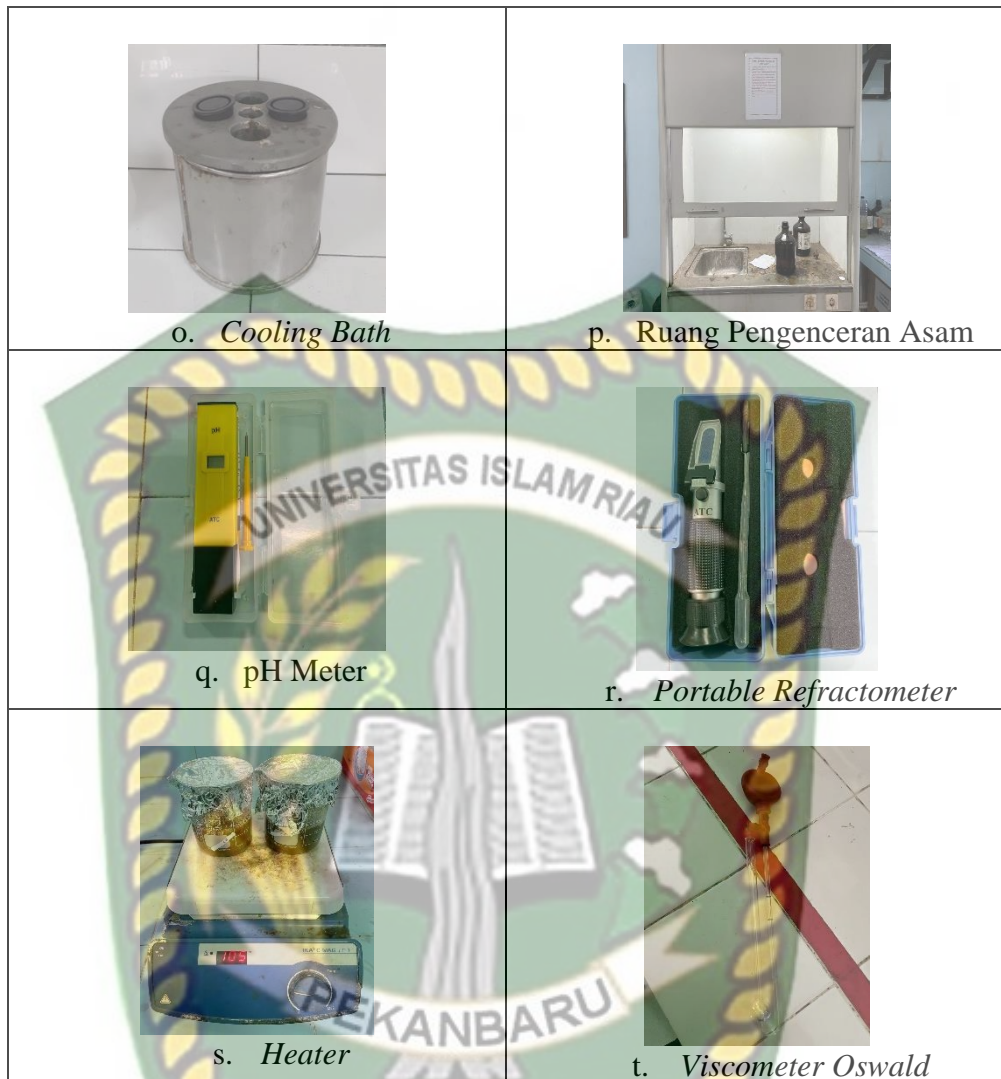 o. Cooling Bath
p. Ruang Pengenceran Asam
pH
ATC
ATC
UNIVERSITAS ISLAM RIAU
q. pH Meter
r. Portable Refractometer
105
PEKANBARU
s. Heater
t. Viscometer Oswald